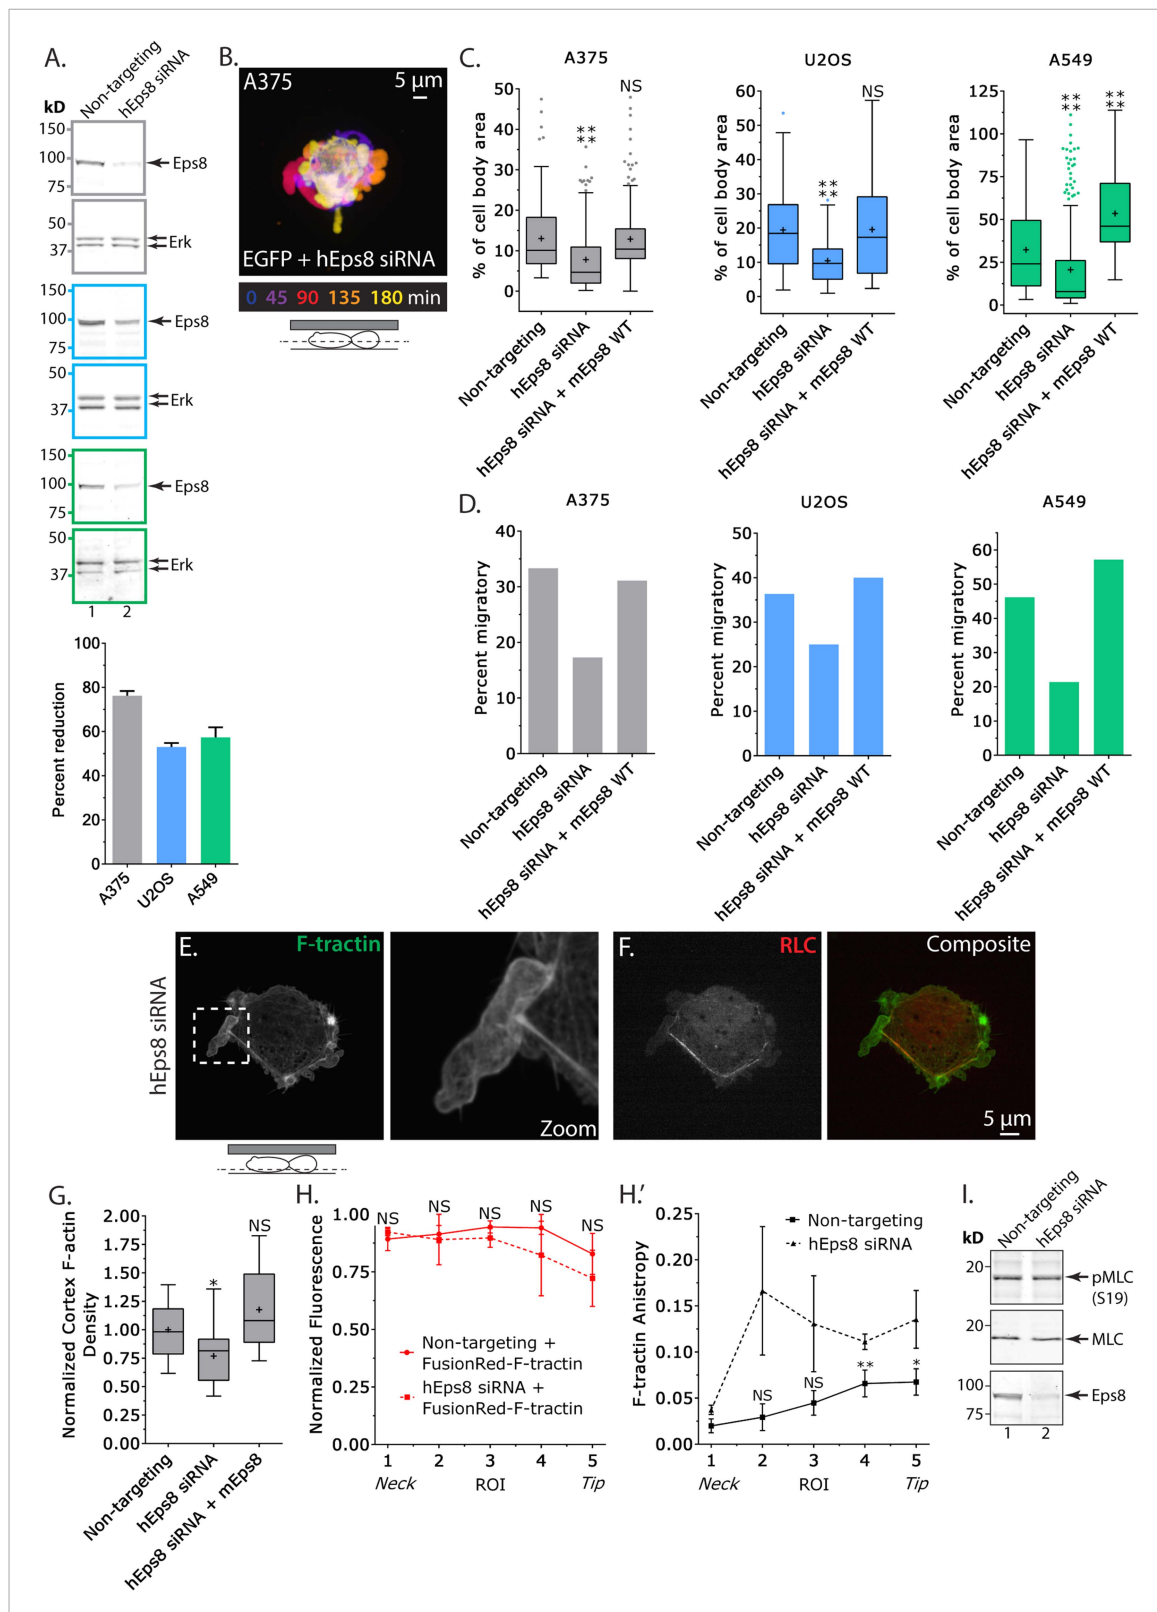 A.
Non-targeting
hEps8 siRNA
kD
150
100
75
Eps8
50
37
Erk
150
100
75
Eps8
50
37
Erk
150
100
75
Eps8
50
37
Erk
1 2
Percent reduction
100
80
60
40
20
0
A375
U2OS
A549
B.
A375
5 μm
EGFP + hEps8 siRNA
0 45 90 135 180 min
C.
A375
% of cell body area
50
40
30
20
10
0
**
**
NS
Non-targeting
hEps8 siRNA
hEps8 siRNA + mEps8 WT
U2OS
% of cell body area
60
50
40
30
20
10
0
**
**
NS
Non-targeting
hEps8 siRNA
hEps8 siRNA + mEps8 WT
A549
% of cell body area
125
100
75
50
25
0
**
**
**
**
Non-targeting
hEps8 siRNA
hEps8 siRNA + mEps8 WT
D.
A375
Percent migratory
40
30
20
10
0
Non-targeting
hEps8 siRNA
hEps8 siRNA + mEps8 WT
U2OS
Percent migratory
50
45
40
35
30
25
20
15
10
5
0
Non-targeting
hEps8 siRNA
hEps8 siRNA + mEps8 WT
A549
Percent migratory
70
60
50
40
30
20
10
0
Non-targeting
hEps8 siRNA
hEps8 siRNA + mEps8 WT
hEps8 siRNA
E.
F-tractin
Zoom
F.
RLC
Composite
5 μm
G.
Normalized Cortex F-actin
Density
2.00
1.75
1.50
1.25
1.00
0.75
0.50
0.25
0.00
*
NS
Non-targeting
hEps8 siRNA
hEps8 siRNA + mEps8
H.
Normalized Fluorescence
1.00
0.75
0.50
0.25
0.00
NS NS NS NS NS
Non-targeting +
FusionRed-F-tractin
hEps8 siRNA +
FusionRed-F-tractin
1 2 3 4 5
Neck ROI Tip
H.'
F-tractin Anistropy
0.25
0.20
0.15
0.10
0.05
0.00
Non-targeting
hEps8 siRNA
NS NS ** *
1 2 3 4 5
Neck ROI Tip
I.
Non-targeting
hEps8 siRNA
kD
20
pMLC
(S19)
20
MLC
100
75
Eps8
1 2